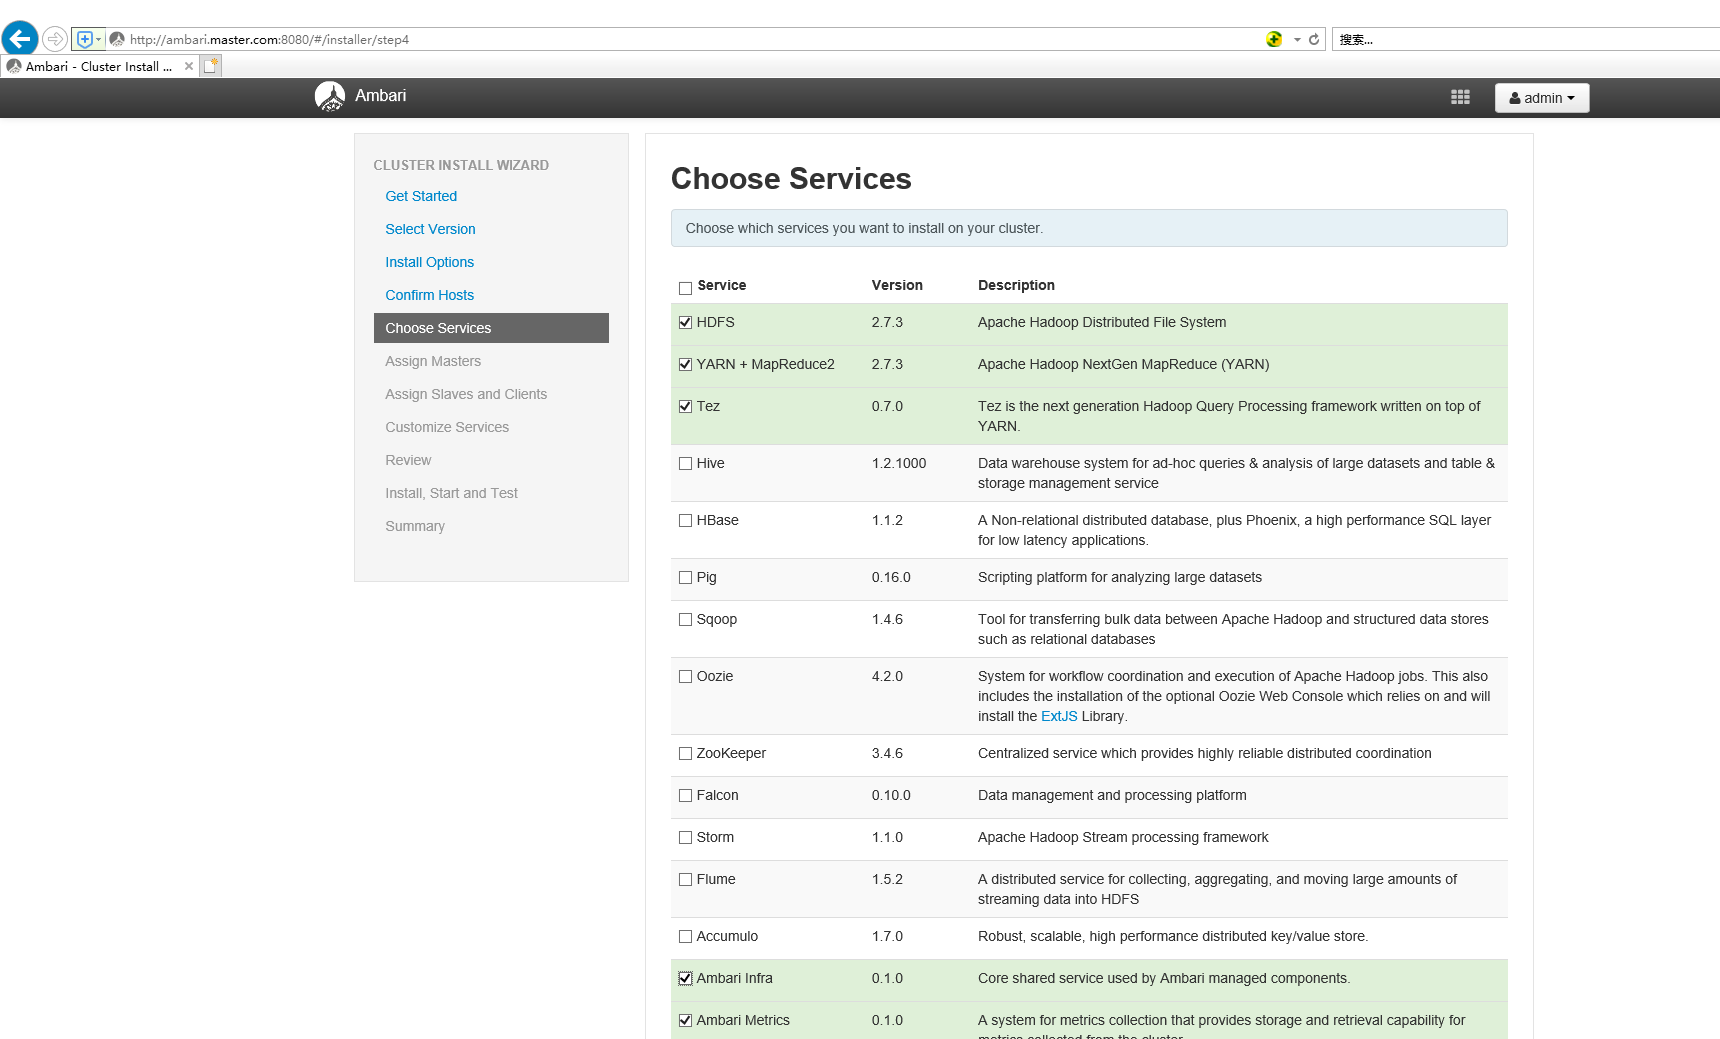 http://ambari.master.com:8080/#/installer/step4
搜索...
Ambari - Cluster Install ...
Ambari
admin
CLUSTER INSTALL WIZARD
Get Started
Select Version
Install Options
Confirm Hosts
Choose Services
Assign Masters
Assign Slaves and Clients
Customize Services
Review
Install, Start and Test
Summary
Choose Services
Choose which services you want to install on your cluster.
Service Version Description
HDFS 2.7.3 Apache Hadoop Distributed File System
YARN + MapReduce2 2.7.3 Apache Hadoop NextGen MapReduce (YARN)
Tez 0.7.0 Tez is the next generation Hadoop Query Processing framework written on top of
YARN.
Hive 1.2.1000 Data warehouse system for ad-hoc queries & analysis of large datasets and table &
storage management service
HBase 1.1.2 A Non-relational distributed database, plus Phoenix, a high performance SQL layer
for low latency applications.
Pig 0.16.0 Scripting platform for analyzing large datasets
Sqoop 1.4.6 Tool for transferring bulk data between Apache Hadoop and structured data stores
such as relational databases
Oozie 4.2.0 System for workflow coordination and execution of Apache Hadoop jobs. This also
includes the installation of the optional Oozie Web Console which relies on and will
install the ExtJS Library.
ZooKeeper 3.4.6 Centralized service which provides highly reliable distributed coordination
Falcon 0.10.0 Data management and processing platform
Storm 1.1.0 Apache Hadoop Stream processing framework
Flume 1.5.2 A distributed service for collecting, aggregating, and moving large amounts of
streaming data into HDFS
Accumulo 1.7.0 Robust, scalable, high performance distributed key/value store.
Ambari Infra 0.1.0 Core shared service used by Ambari managed components.
Ambari Metrics 0.1.0 A system for metrics collection that provides storage and retrieval capability for
metrics collected from the cluster